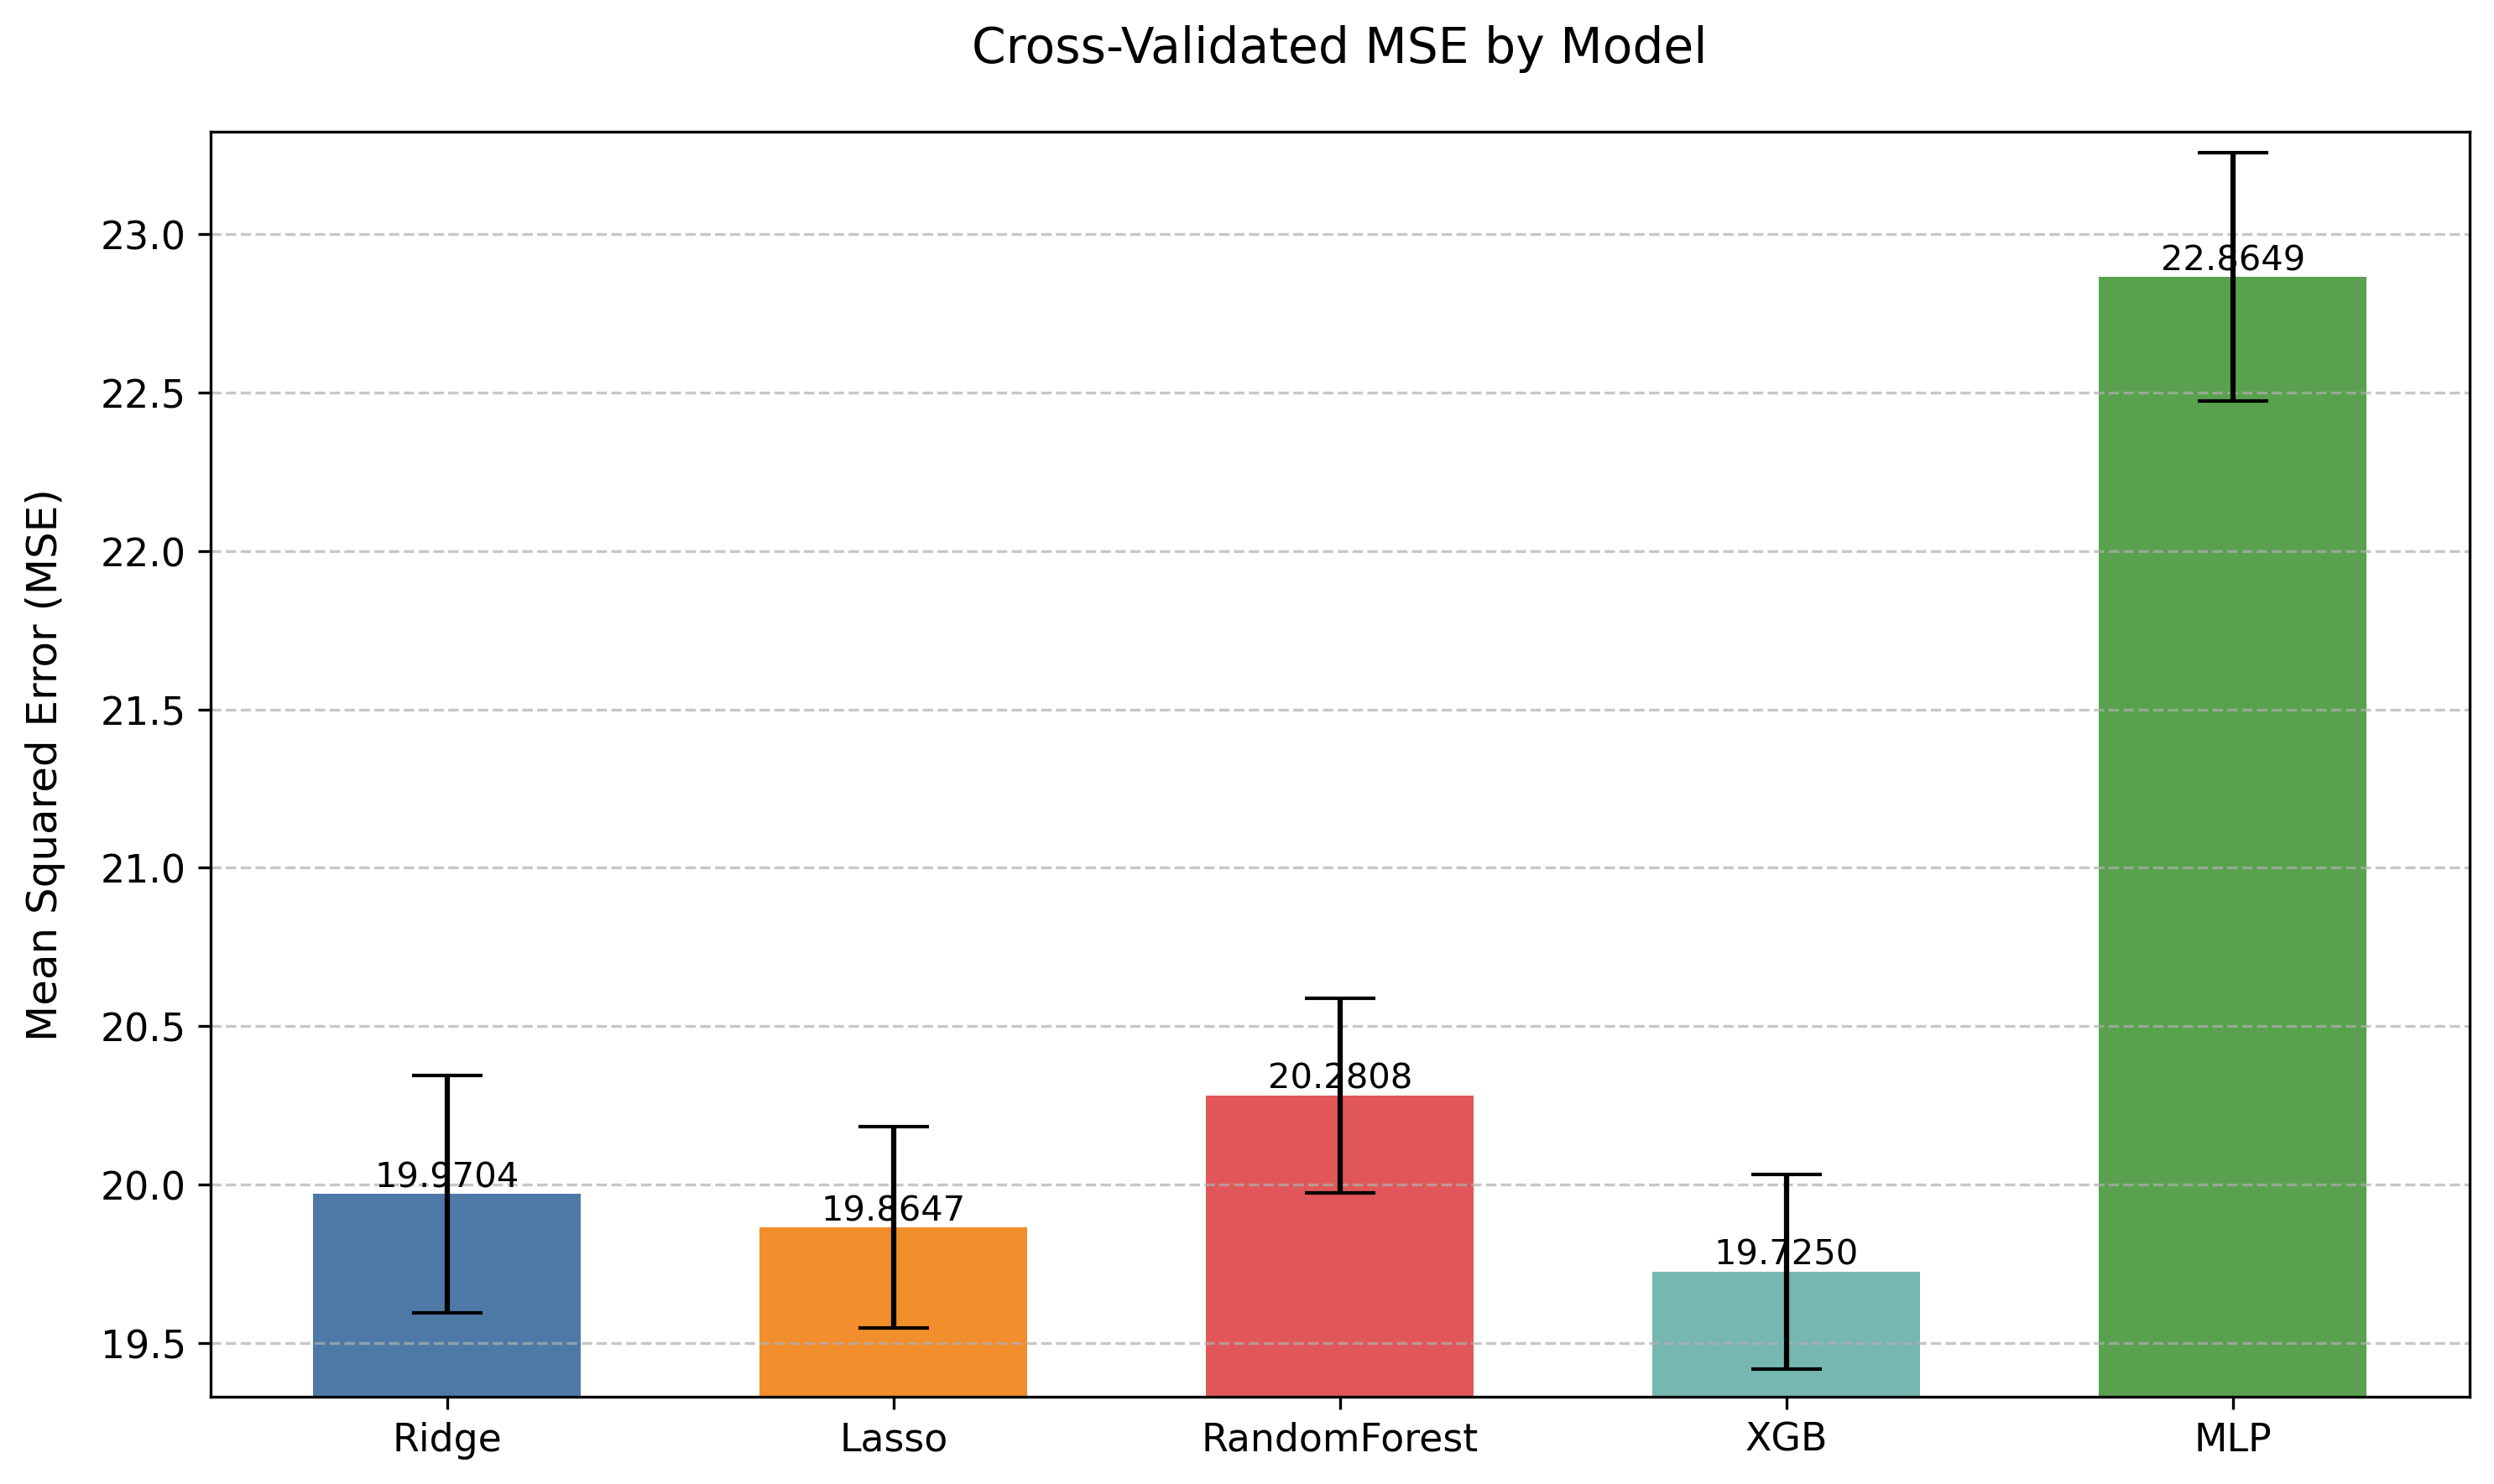 Cross-Validated MSE by Model
Mean Squared Error (MSE)
23.0
22.5
22.0
21.5
21.0
20.5
20.0
19.5
19.9704
19.8647
20.2808
19.7250
22.8649
Ridge
Lasso
RandomForest
XGB
MLP